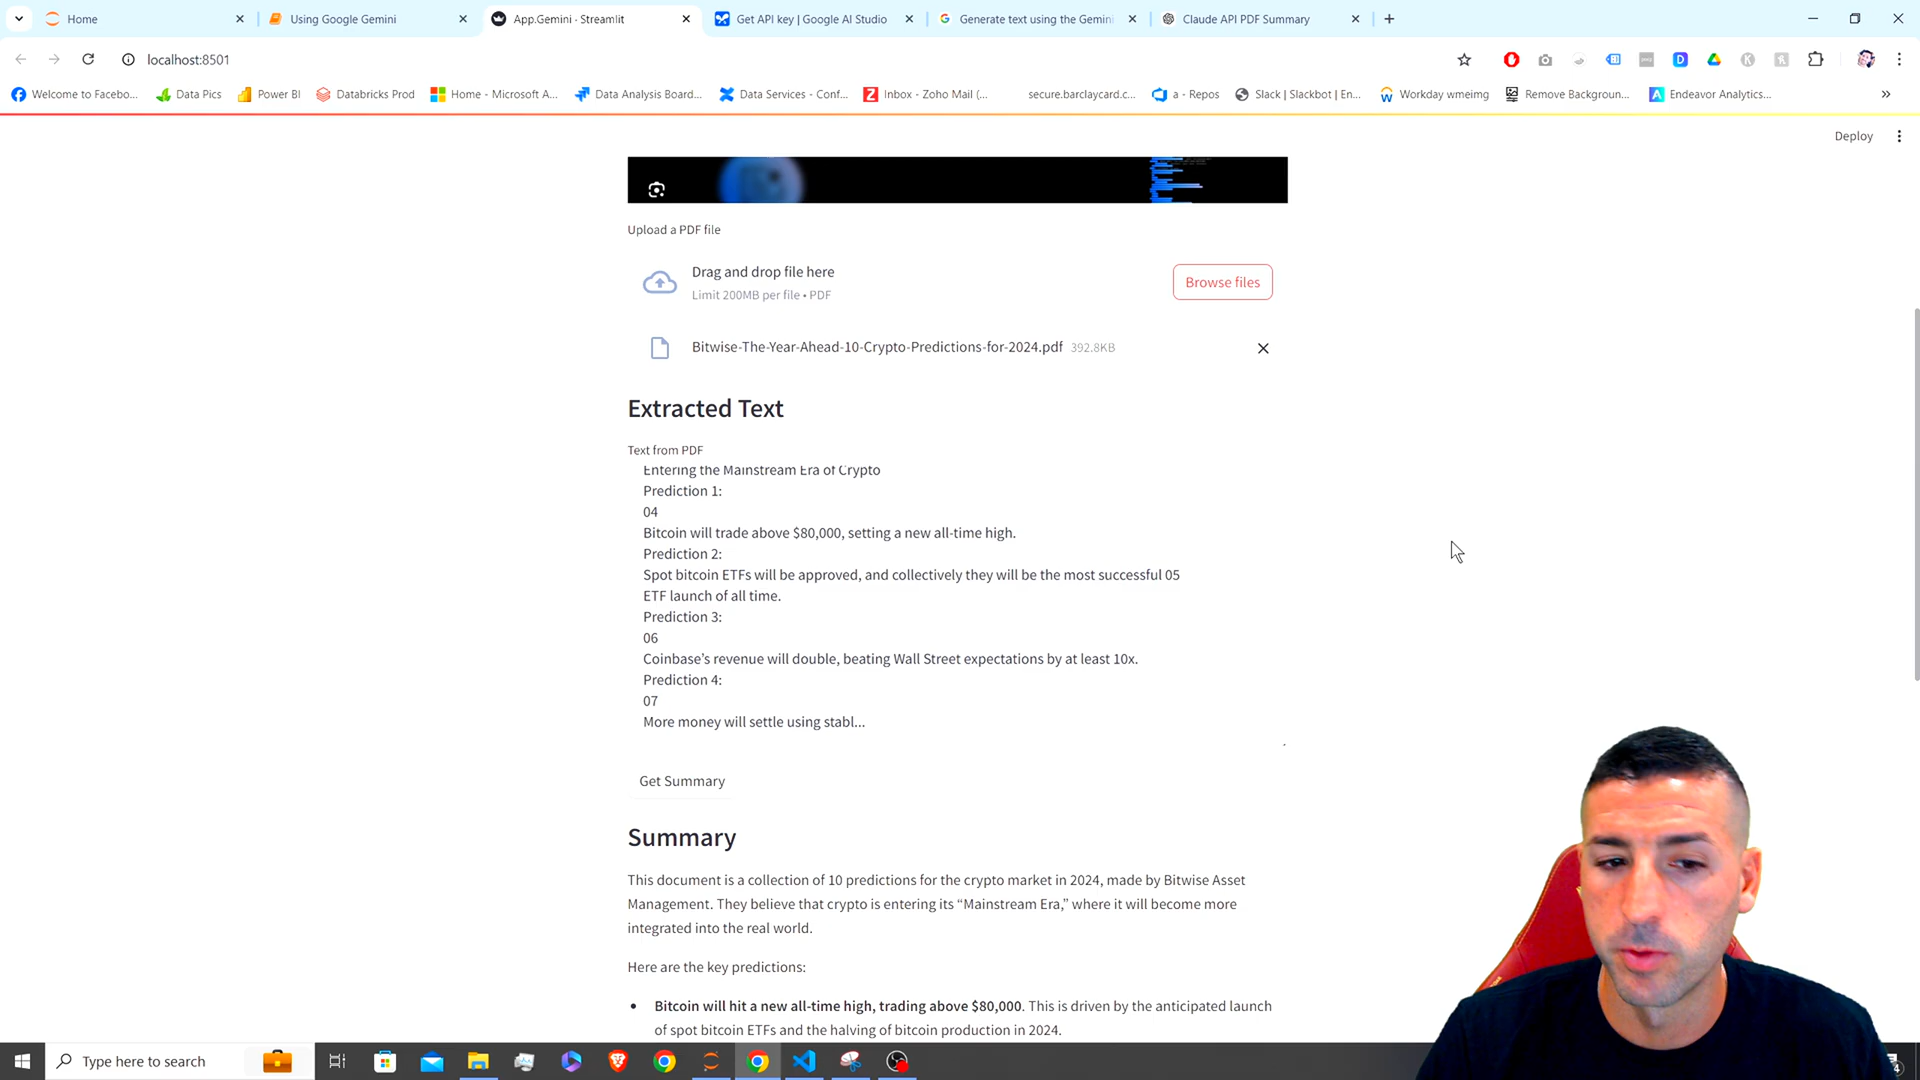 Home
Using Google Gemini
App.Gemini · Streamlit
Get API key | Google AI Studio
Generate text using the Gemini
Claude API PDF Summary
localhost:8501
Welcome to Facebo...
Data Pics
Power BI
Databricks Prod
Home - Microsoft A...
Data Analysis Board...
Data Services - Conf...
Inbox - Zoho Mail (...
secure.barclaycard.c...
a - Repos
Slack | Slackbot | En...
Workday wmeimg
Remove Backgroun...
Endeavor Analytics...
Deploy
Upload a PDF file
Drag and drop file here
Limit 200MB per file • PDF
Browse files
Bitwise-The-Year-Ahead-10-Crypto-Predictions-for-2024.pdf 392.8KB
Extracted Text
Text from PDF
Entering the Mainstream Era of Crypto
Prediction 1:
04
Bitcoin will trade above $80,000, setting a new all-time high.
Prediction 2:
Spot bitcoin ETFs will be approved, and collectively they will be the most successful 05
ETF launch of all time.
Prediction 3:
06
Coinbase’s revenue will double, beating Wall Street expectations by at least 10x.
Prediction 4:
07
More money will settle using stabl...
Get Summary
Summary
This document is a collection of 10 predictions for the crypto market in 2024, made by Bitwise Asset
Management. They believe that crypto is entering its “Mainstream Era,” where it will become more
integrated into the real world.
Here are the key predictions:
• Bitcoin will hit a new all-time high, trading above $80,000. This is driven by the anticipated launch
of spot bitcoin ETFs and the halving of bitcoin production in 2024.
Type here to search